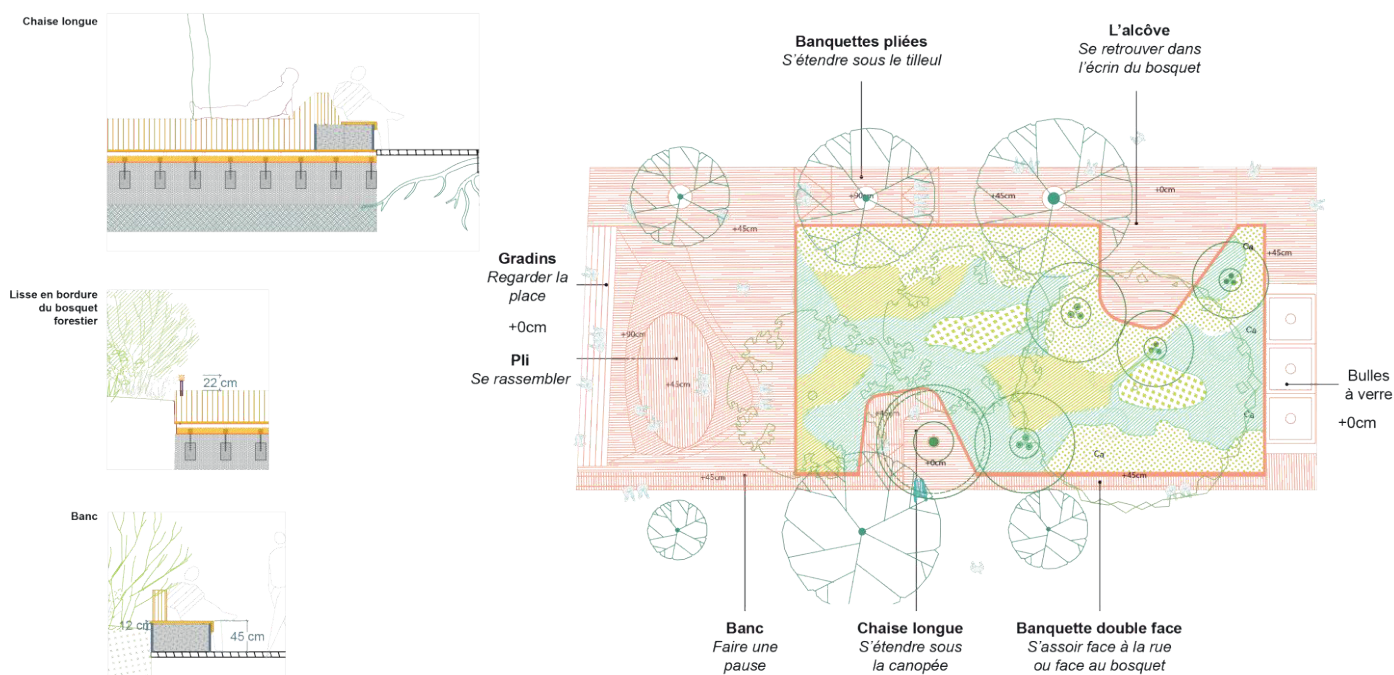 Chaise longue
Lisse en bordure
du bosquet
forestier
22 cm
Banc
12 cm
45 cm
Banquettes pliées
S'étendre sous le tilleul
L'alcôve
Se retrouver dans
l'écrin du bosquet
Gradins
Regarder la
place
+0cm
Pli
Se rassembler
+90cm
+45cm
+0cm
+45cm
Ca
+45cm
+90cm
+45cm
Ca
+45cm
+0cm
Ca
Ca
+45cm
+45cm
Bulles
à verre
+0cm
Banc
Faire une
pause
Chaise longue
S'étendre sous
la canopée
Banquette double face
S'assoir face à la rue
ou face au bosquet